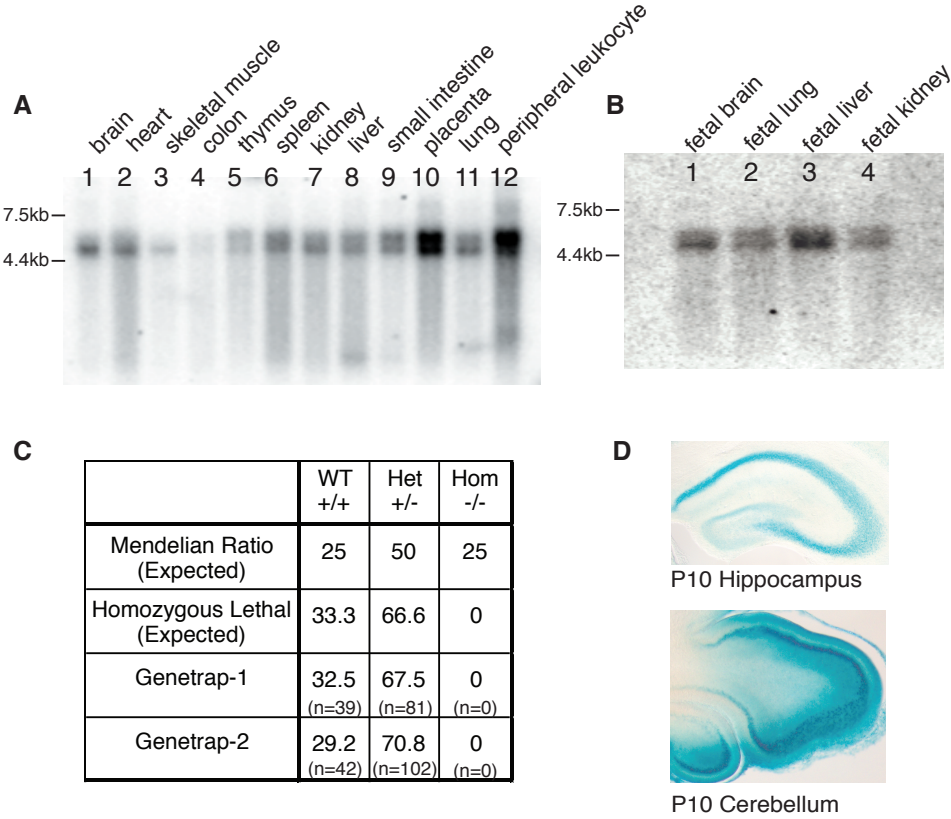 A
brain
heart
skeletal muscle
colon
thymus
spleen
kidney
liver
small intestine
placenta
lung
peripheral leukocyte
1 2 3 4 5 6 7 8 9 10 11 12
7.5kb
4.4kb
B
fetal brain
fetal lung
fetal liver
fetal kidney
1 2 3 4
7.5kb
4.4kb
C
WT Het Hom
+/+ +/- -/-
Mendelian Ratio
(Expected)
25 50 25
Homozygous Lethal
(Expected)
33.3 66.6 0
Genetrap-1 32.5 67.5 0
(n=39) (n=81) (n=0)
Genetrap-2 29.2 70.8 0
(n=42) (n=102) (n=0)
D
P10 Hippocampus
P10 Cerebellum